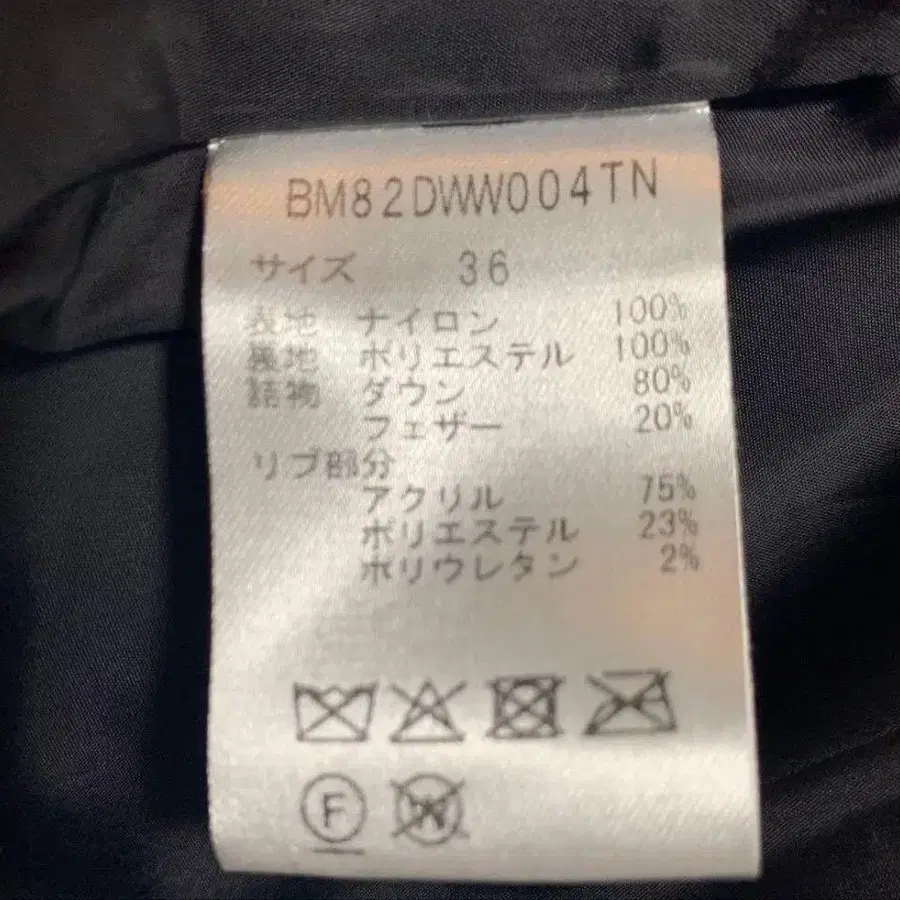 BM82DWW004TN
サイズ 36
表地 ナイロン 100%
裏地 ポリエステル 100%
詰物 ダウン 80%
フェザー 20%
リブ部分
アクリル 75%
ポリエステル 23%
ポリウレタン 2%
F W